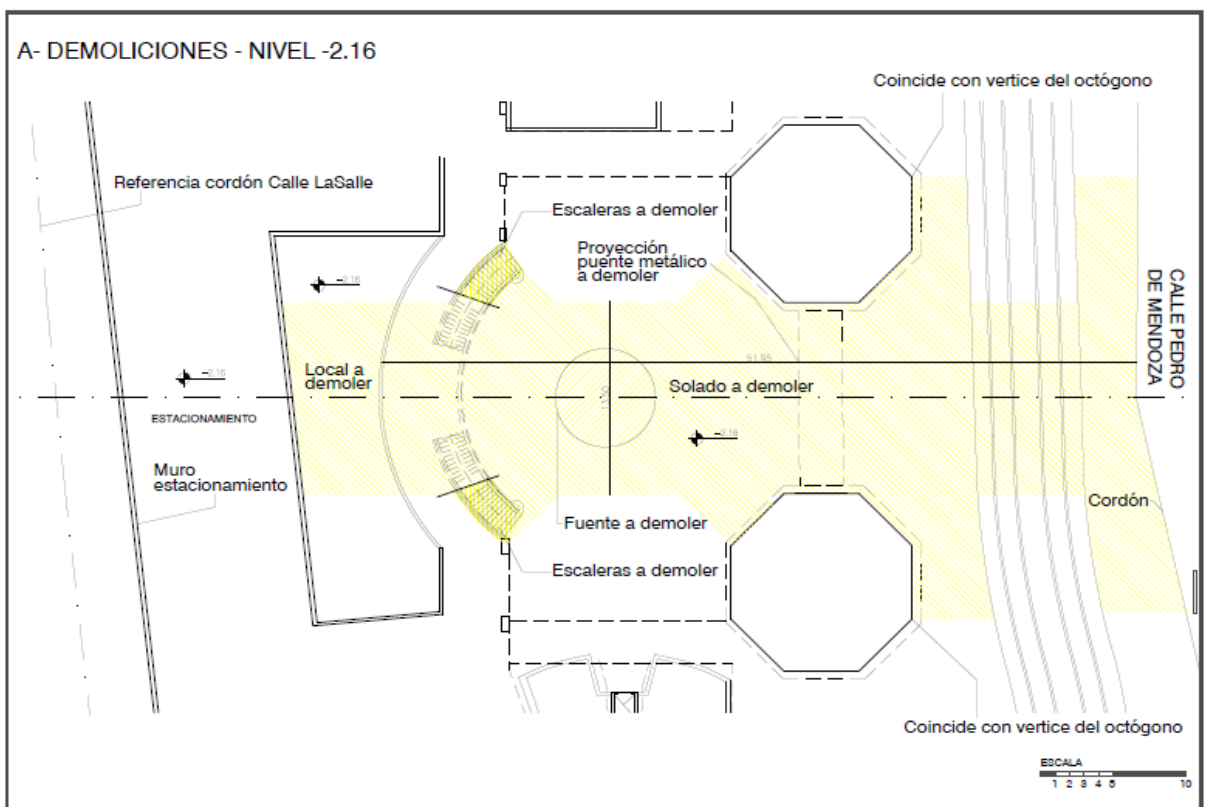 A- DEMOLICIONES - NIVEL -2.16
Coincide con vertice del octógono
Referencia cordón Calle LaSalle
Escaleras a demoler
Proyección
puente metálico
a demoler
-2.16
CALLE PEDRO
DE MENDOZA
51.95
Local a
demoler
-2.16
Solado a demoler
ESTACIONAMIENTO
-2.16
Muro
estacionamiento
Cordón
Fuente a demoler
Escaleras a demoler
Coincide con vertice del octógono
ESCALA
1 2 3 4 5 10